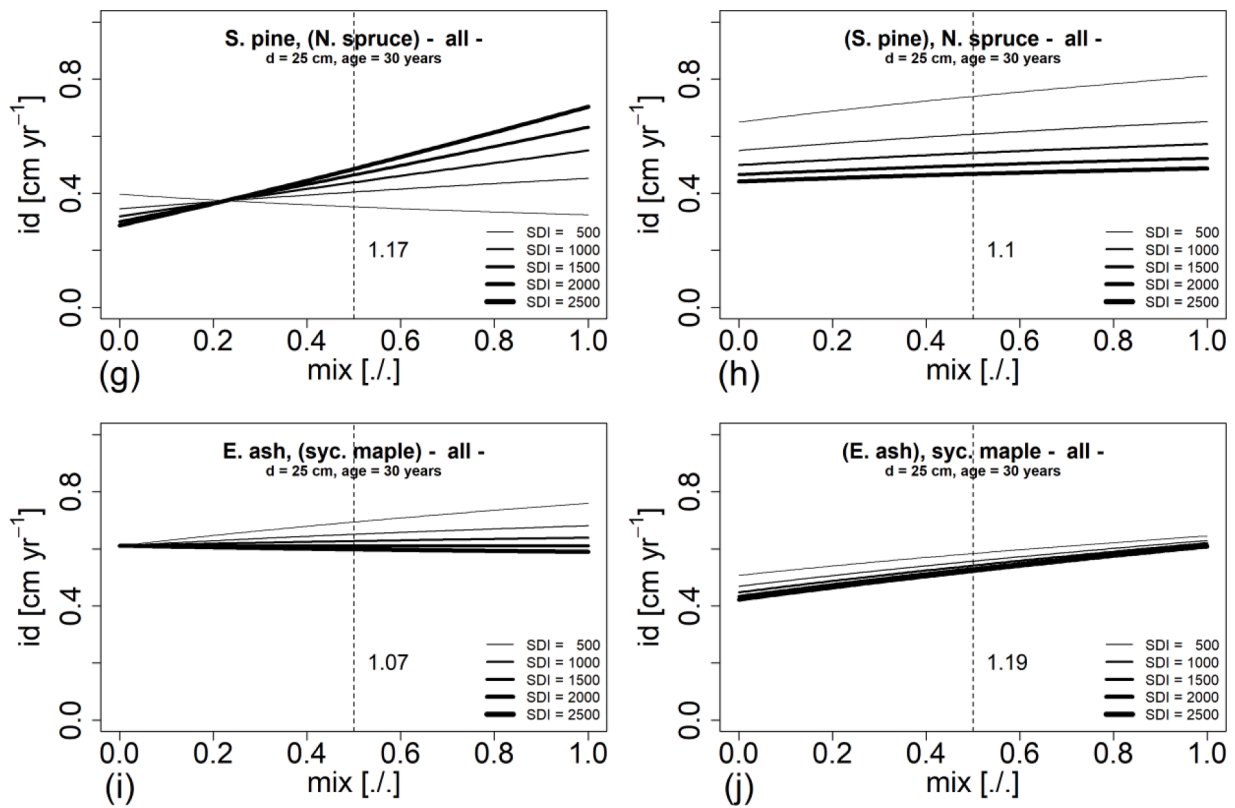 S. pine, (N. spruce) - all -
d = 25 cm, age = 30 years
id [cm yr⁻¹]
0.8
0.4
0.0
1.17
SDI = 500
SDI = 1000
SDI = 1500
SDI = 2000
SDI = 2500
0.0 0.2 0.4 0.6 0.8 1.0
mix [./.]
(g)
(S. pine), N. spruce - all -
d = 25 cm, age = 30 years
id [cm yr⁻¹]
0.8
0.4
0.0
1.1
SDI = 500
SDI = 1000
SDI = 1500
SDI = 2000
SDI = 2500
0.0 0.2 0.4 0.6 0.8 1.0
mix [./.]
(h)
E. ash, (syc. maple) - all -
d = 25 cm, age = 30 years
id [cm yr⁻¹]
0.8
0.4
0.0
1.07
SDI = 500
SDI = 1000
SDI = 1500
SDI = 2000
SDI = 2500
0.0 0.2 0.4 0.6 0.8 1.0
mix [./.]
(i)
(E. ash), syc. maple - all -
d = 25 cm, age = 30 years
id [cm yr⁻¹]
0.8
0.4
0.0
1.19
SDI = 500
SDI = 1000
SDI = 1500
SDI = 2000
SDI = 2500
0.0 0.2 0.4 0.6 0.8 1.0
mix [./.]
(j)